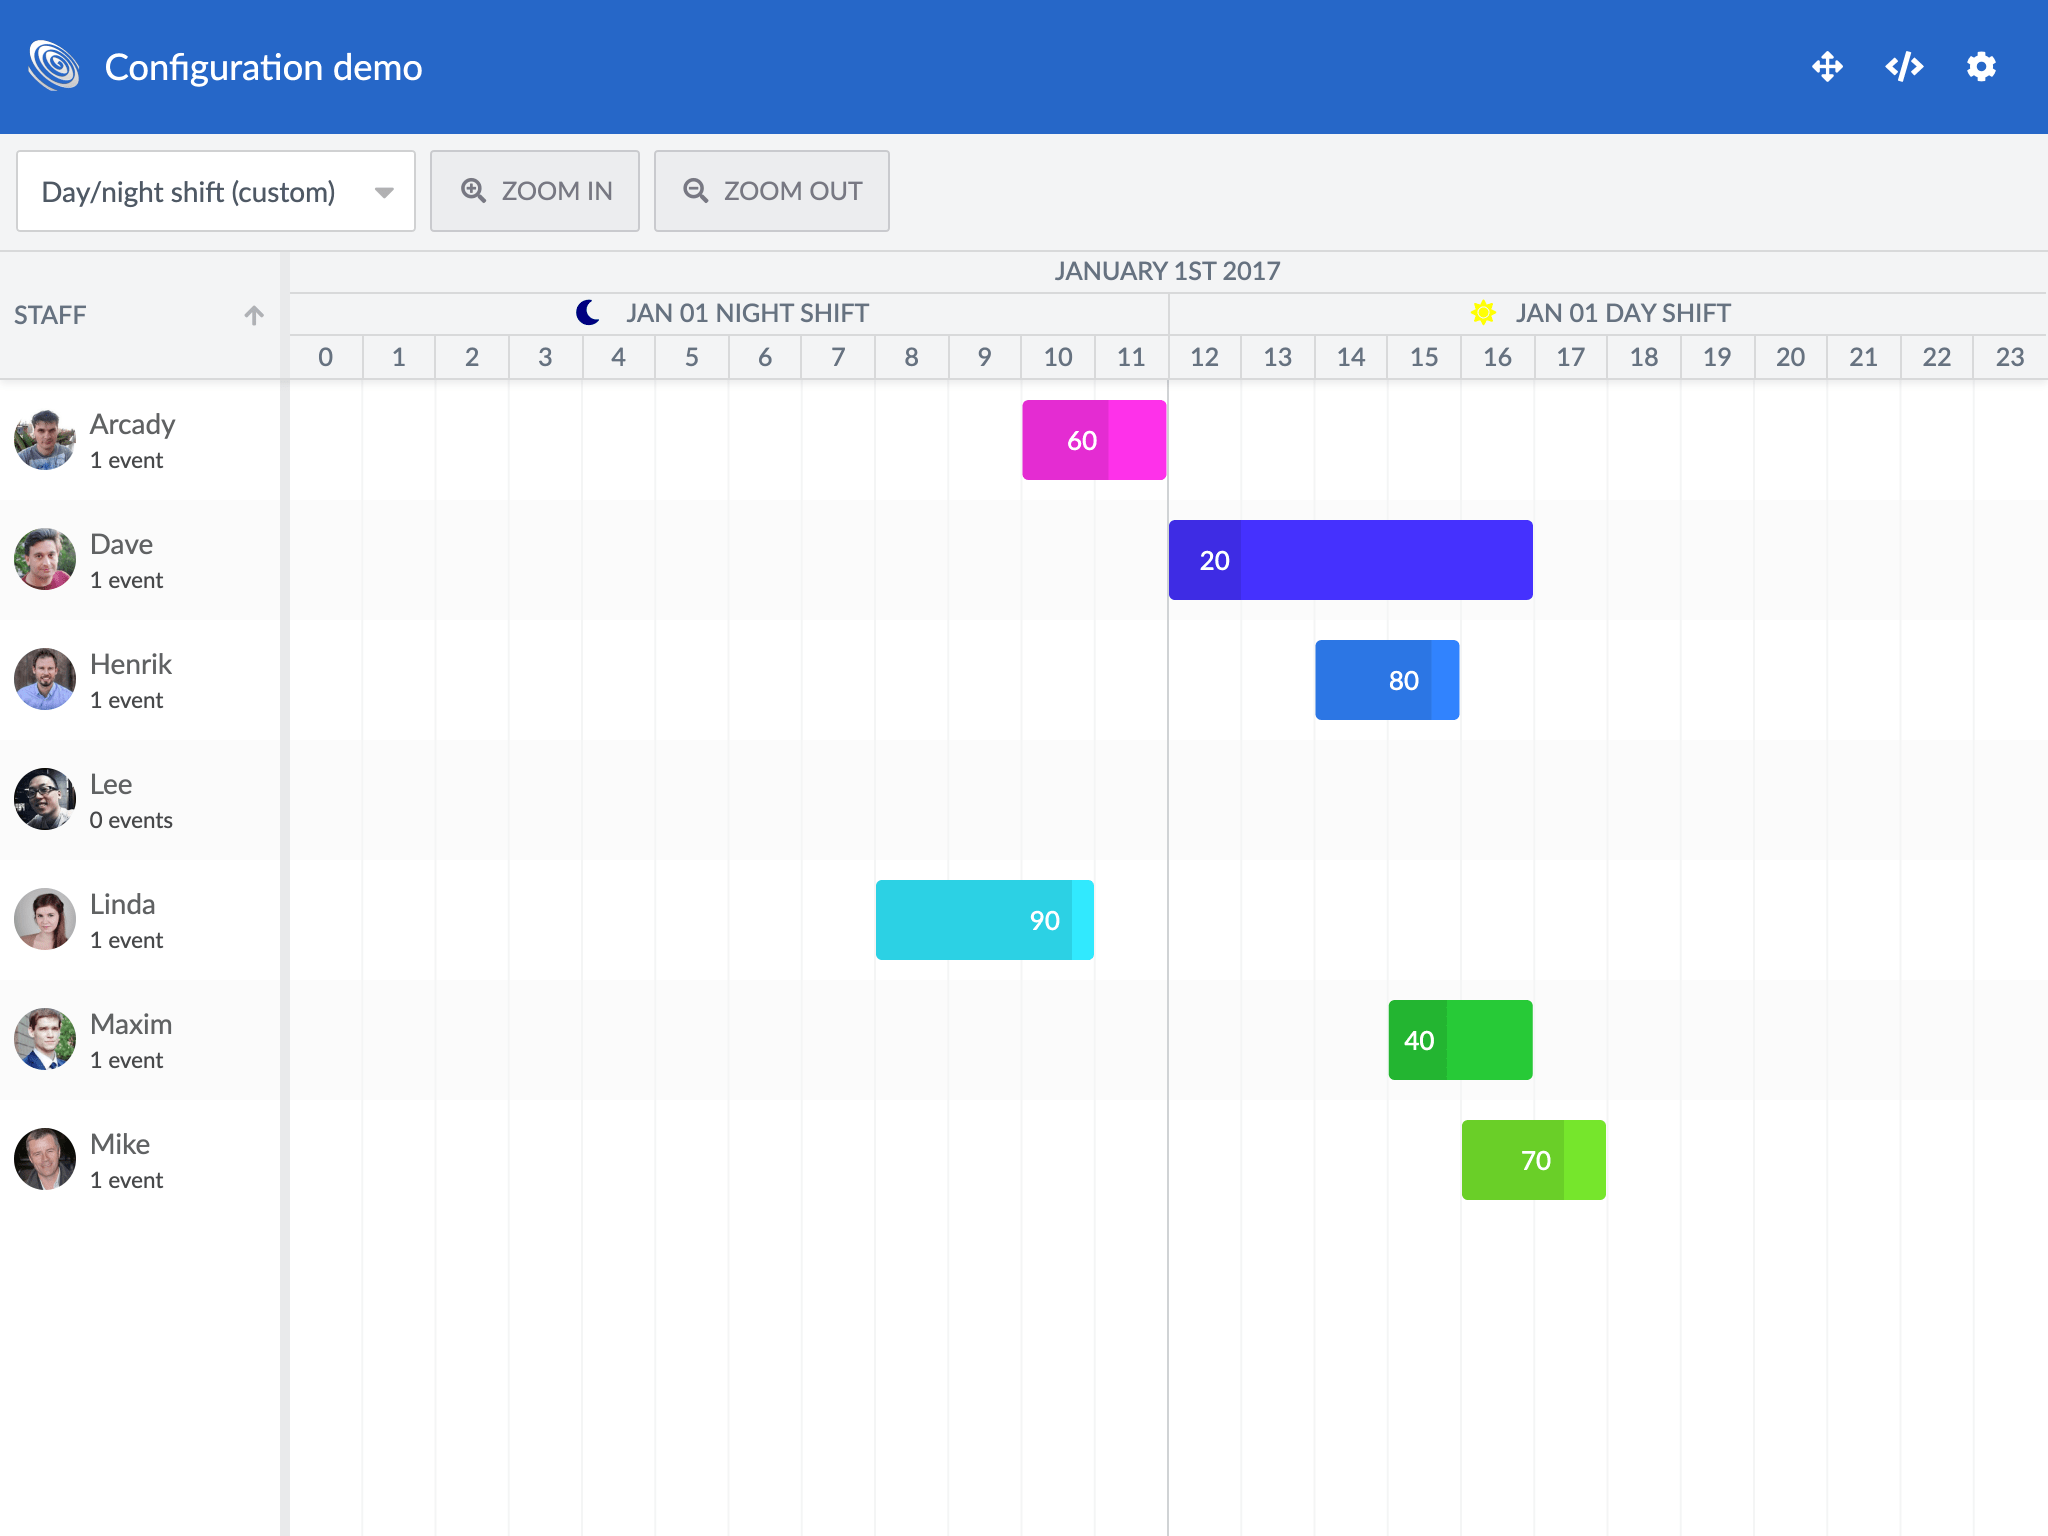 Configuration demo
Day/night shift (custom)
ZOOM IN
ZOOM OUT
STAFF
JANUARY 1ST 2017
JAN 01 NIGHT SHIFT
JAN 01 DAY SHIFT
0 1 2 3 4 5 6 7 8 9 10 11 12 13 14 15 16 17 18 19 20 21 22 23
Arcady
1 event
60
Dave
1 event
20
Henrik
1 event
80
Lee
0 events
Linda
1 event
90
Maxim
1 event
40
Mike
1 event
70